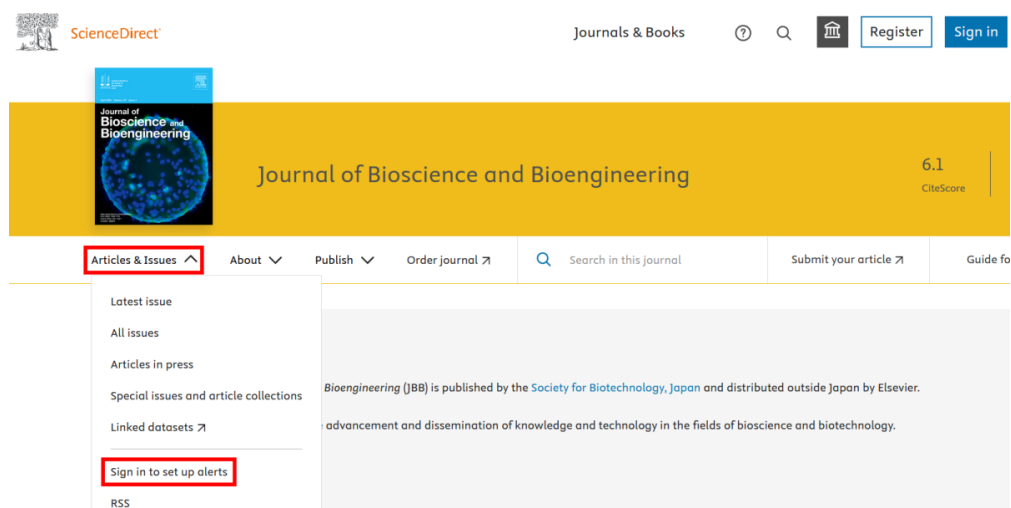 ScienceDirect®
Journals & Books
Register
Sign in
Journal of
Bioscience and
Bioengineering
Journal of Bioscience and Bioengineering
6.1
CiteScore
Articles & Issues
About
Publish
Order journal
Search in this journal
Submit your article
Guide fo
Latest issue
All issues
Articles in press
Special issues and article collections
Linked datasets
Sign in to set up alerts
RSS
Bioengineering (JBB) is published by the Society for Biotechnology, Japan and distributed outside Japan by Elsevier.
advancement and dissemination of knowledge and technology in the fields of bioscience and biotechnology.